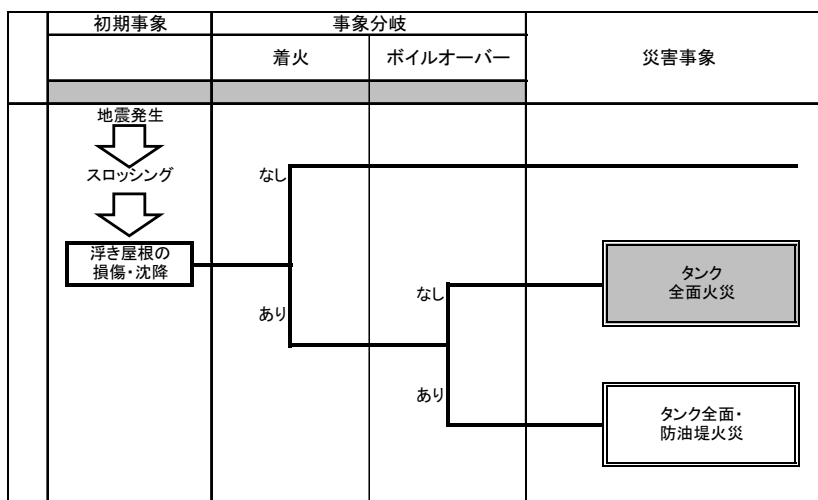 初期事象
事象分岐
着火
ボイルオーバー
災害事象
地震発生
スロッシング
浮き屋根の
損傷・沈降
なし
あり
なし
あり
タンク
全面火災
タンク全面・
防油堤火災